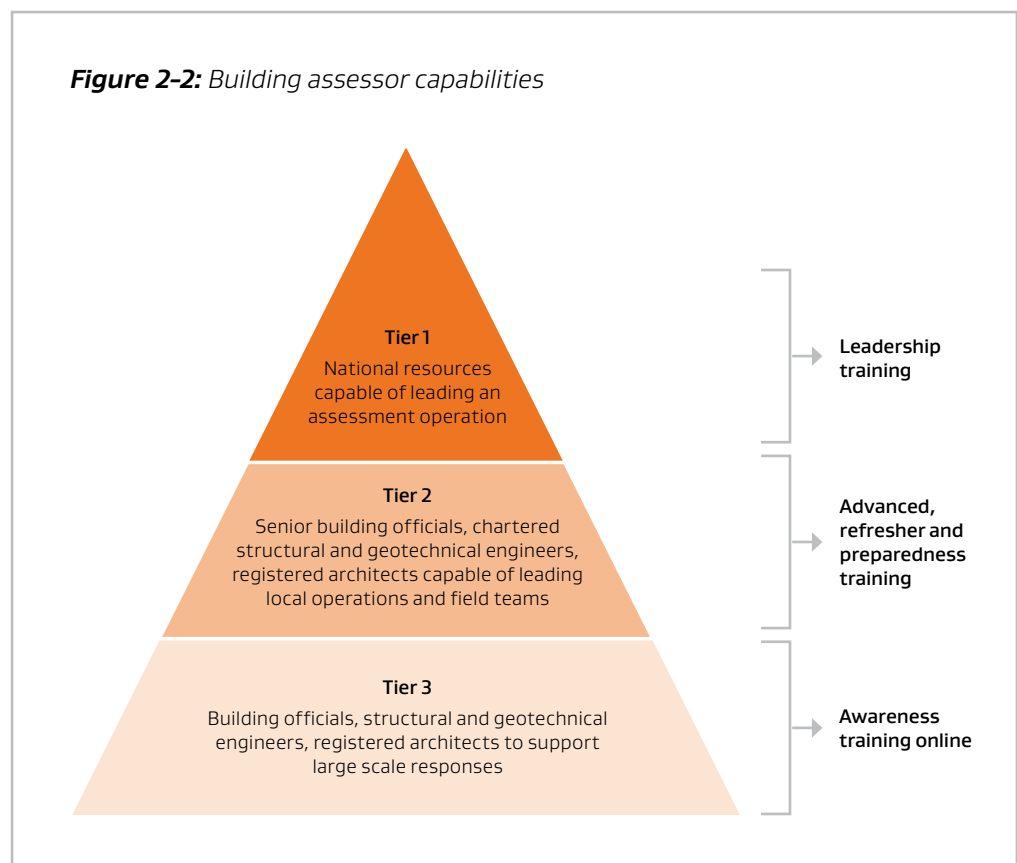 Figure 2-2: Building assessor capabilities
Tier 1
National resources
capable of leading an
assessment operation
Leadership
training
Tier 2
Senior building officials, chartered
structural and geotechnical engineers,
registered architects capable of leading
local operations and field teams
Advanced,
refresher and
preparedness
training
Tier 3
Building officials, structural and geotechnical
engineers, registered architects to support
large scale responses
Awareness
training online